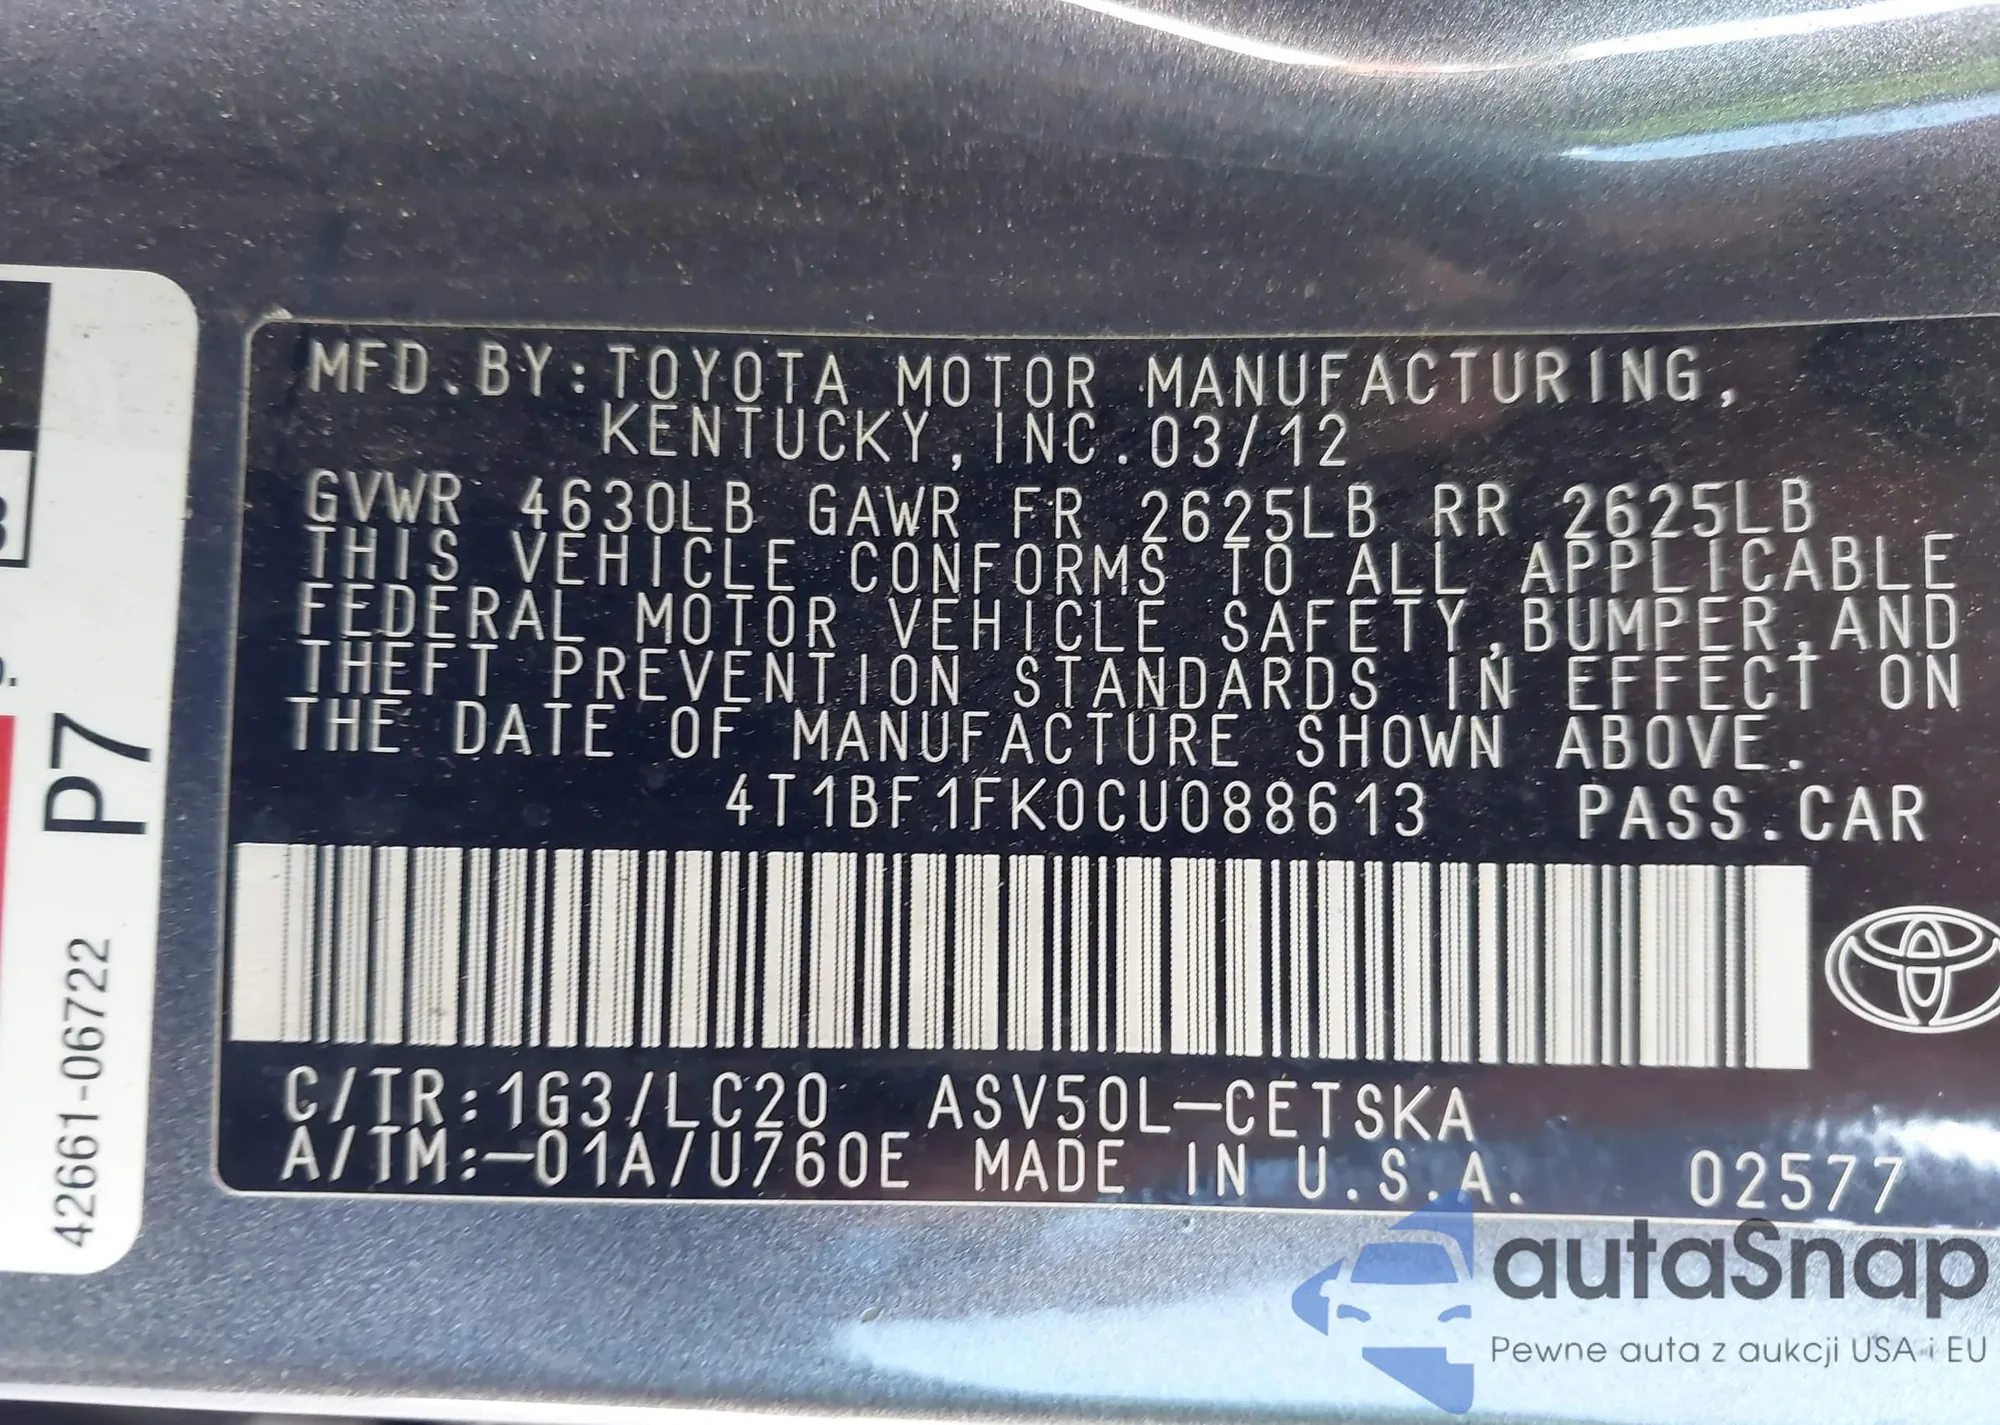 MFD.BY:TOYOTA MOTOR MANUFACTURING,
KENTUCKY,INC.03/12
GVWR 4630LB GAWR FR 2625LB RR 2625LB
THIS VEHICLE CONFORMS TO ALL APPLICABLE
FEDERAL MOTOR VEHICLE SAFETY,BUMPER,AND
THEFT PREVENTION STANDARDS IN EFFECT ON
THE DATE OF MANUFACTURE SHOWN ABOVE.
4T1BF1FK0CU088613 PASS.CAR
C/TR:1G3/LC20 ASV50L-CETSKA
A/TM:-01A/U760E MADE IN U.S.A. 02577
P7
42661-06722
autaSnap
Pewne auta z aukcji USA i EU